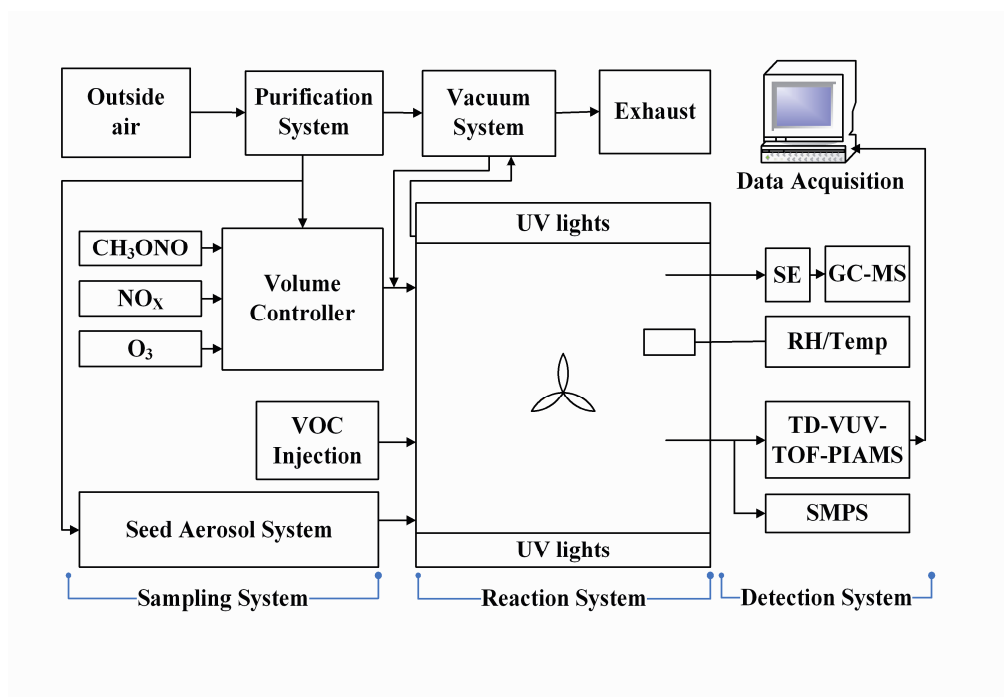 Outside
air
Purification
System
Vacuum
System
Exhaust
Data Acquisition
UV lights
CH₃ONO
NOₓ
O₃
Volume
Controller
SE
GC-MS
RH/Temp
VOC
Injection
TD-VUV-
TOF-PIAMS
Seed Aerosol System
SMPS
UV lights
Sampling System
Reaction System
Detection System